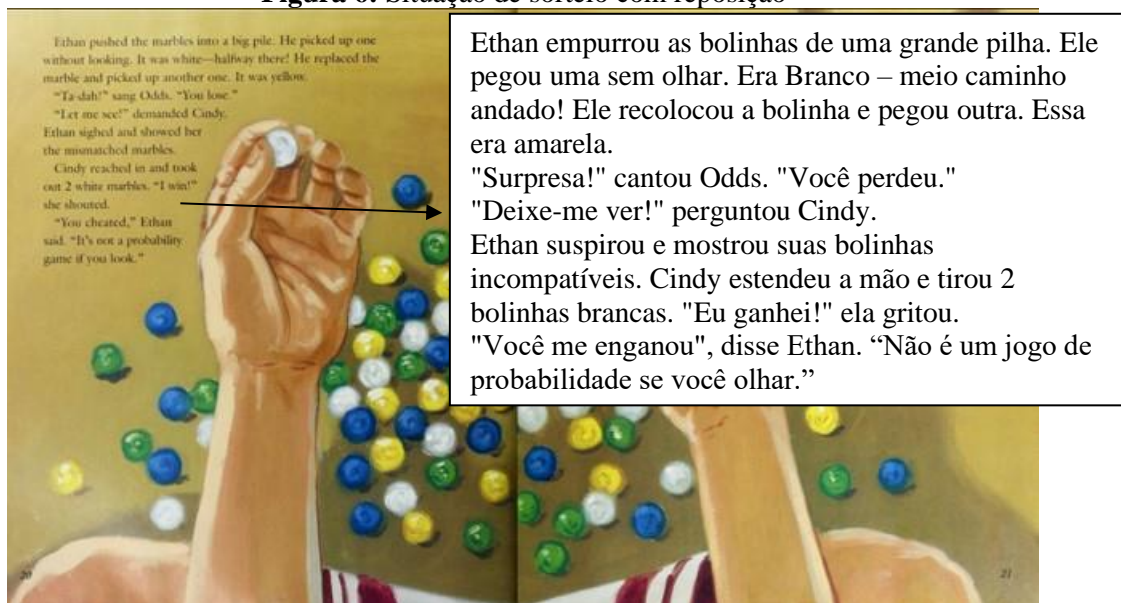 Figura 6: Situação de sorteio com reposição
Ethan pushed the marbles into a big pile. He picked up one
without looking. It was white—halfway there! He replaced the
marble and picked up another one. It was yellow.
"Ta-dah!" sang Odds. "You lose."
"Let me see!" demanded Cindy.
Ethan sighed and showed her
the mismatched marbles.
Cindy reached in and took
out 2 white marbles. "I win!"
she shouted.
"You cheated," Ethan
said. "It's not a probability
game if you look."
Ethan empurrou as bolinhas de uma grande pilha. Ele
pegou uma sem olhar. Era Branco – meio caminho
andado! Ele recolocou a bolinha e pegou outra. Essa
era amarela.
"Surpresa!" cantou Odds. "Você perdeu."
"Deixe-me ver!" perguntou Cindy.
Ethan suspirou e mostrou suas bolinhas
incompatíveis. Cindy estendeu a mão e tirou 2
bolinhas brancas. "Eu ganhei!" ela gritou.
"Você me enganou", disse Ethan. “Não é um jogo de
probabilidade se você olhar.”
20
21